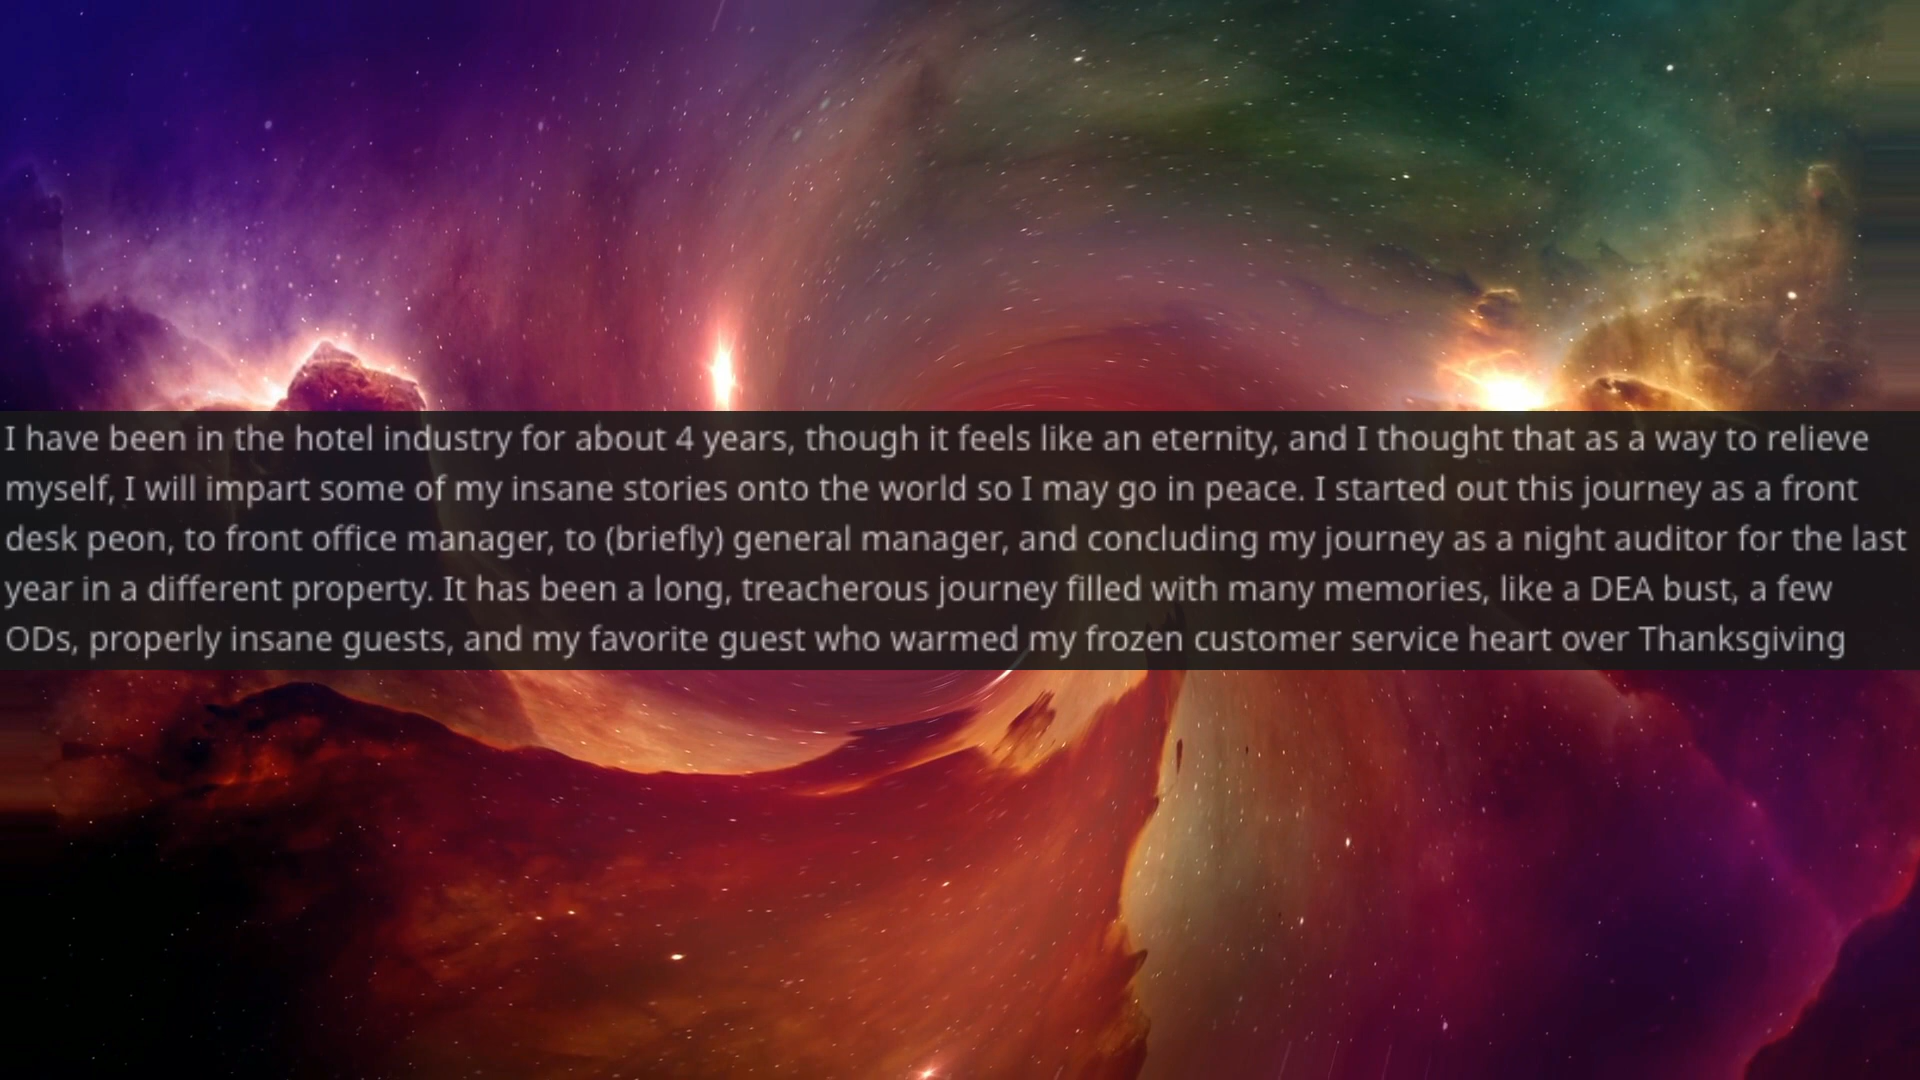 I have been in the hotel industry for about 4 years, though it feels like an eternity, and I thought that as a way to relieve
myself, I will impart some of my insane stories onto the world so I may go in peace. I started out this journey as a front
desk peon, to front office manager, to (briefly) general manager, and concluding my journey as a night auditor for the last
year in a different property. It has been a long, treacherous journey filled with many memories, like a DEA bust, a few
ODs, properly insane guests, and my favorite guest who warmed my frozen customer service heart over Thanksgiving